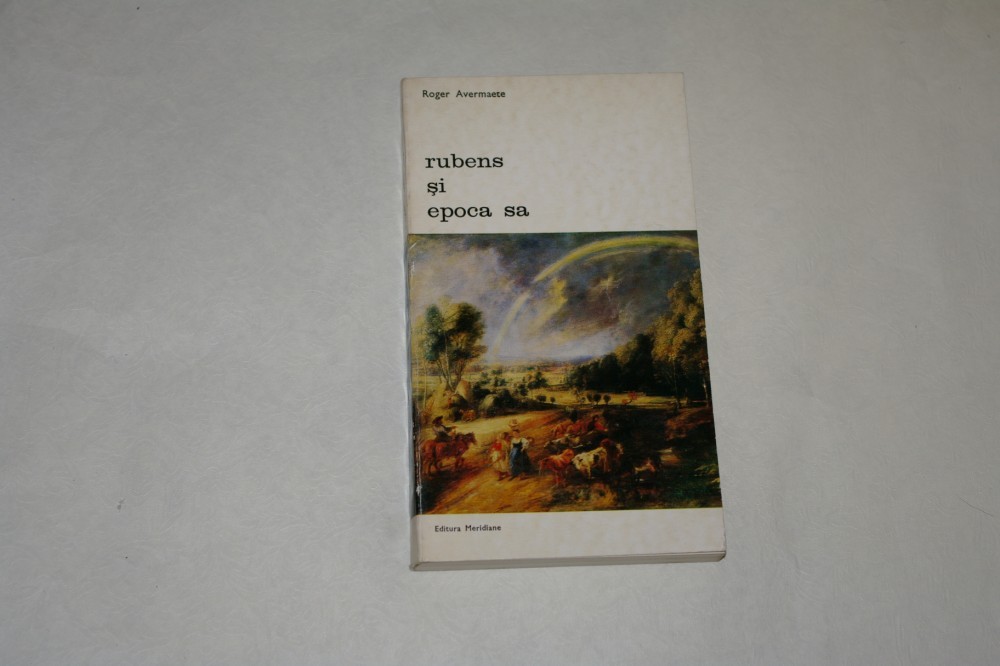 Roger Avermaete
rubens
și
epoca sa
Editura Meridiane